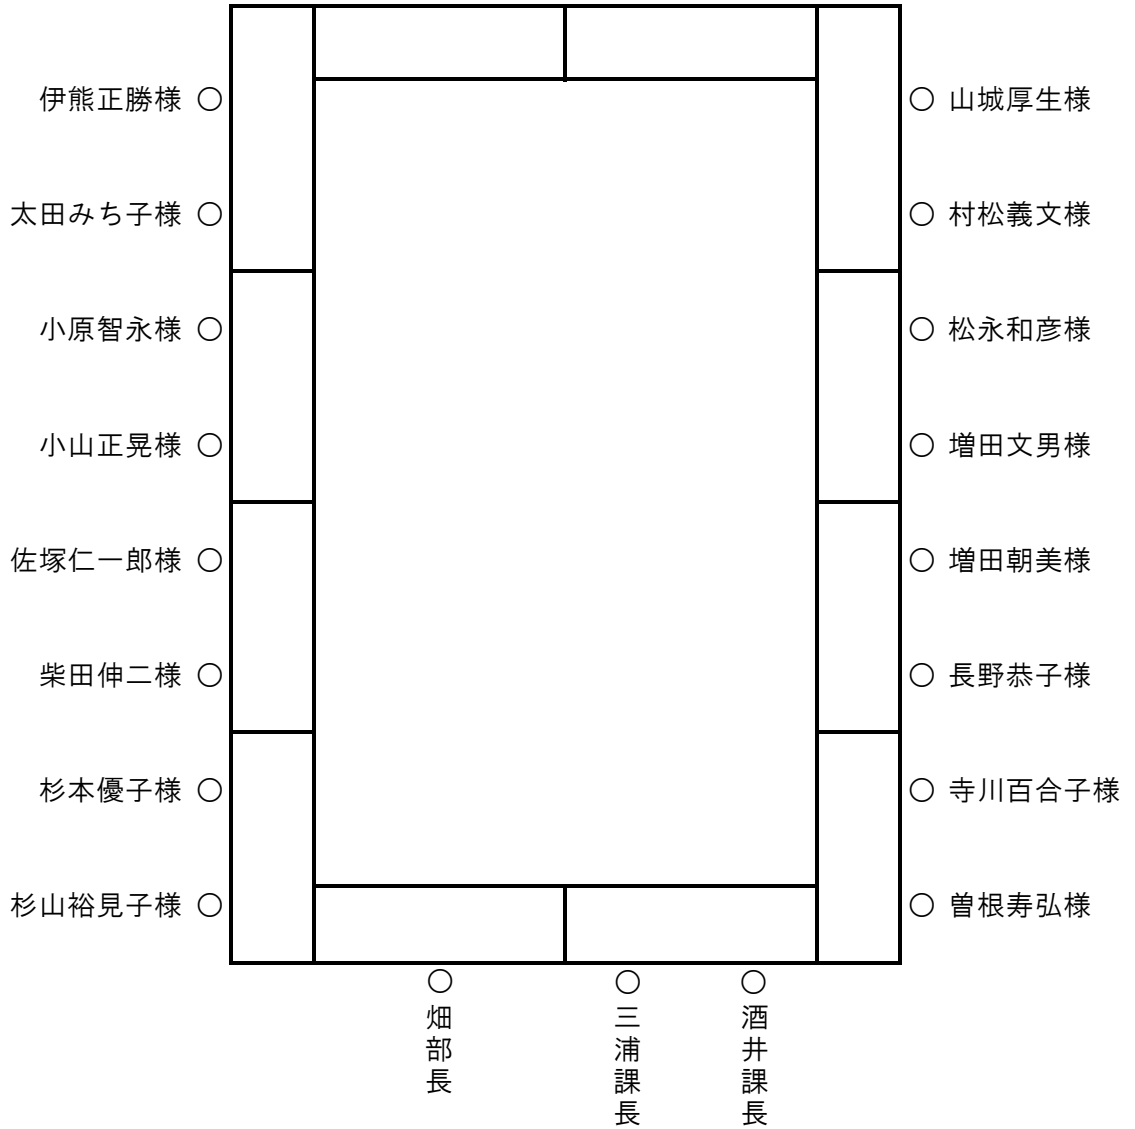 伊熊正勝様 ○
○ 山城厚生様
太田みち子様 ○
○ 村松義文様
小原智永様 ○
○ 松永和彦様
小山正晃様 ○
○ 増田文男様
佐塚仁一郎様 ○
○ 増田朝美様
柴田伸二様 ○
○ 長野恭子様
杉本優子様 ○
○ 寺川百合子様
杉山裕見子様 ○
○ 曽根寿弘様
○畑部長
○三浦課長
○酒井課長